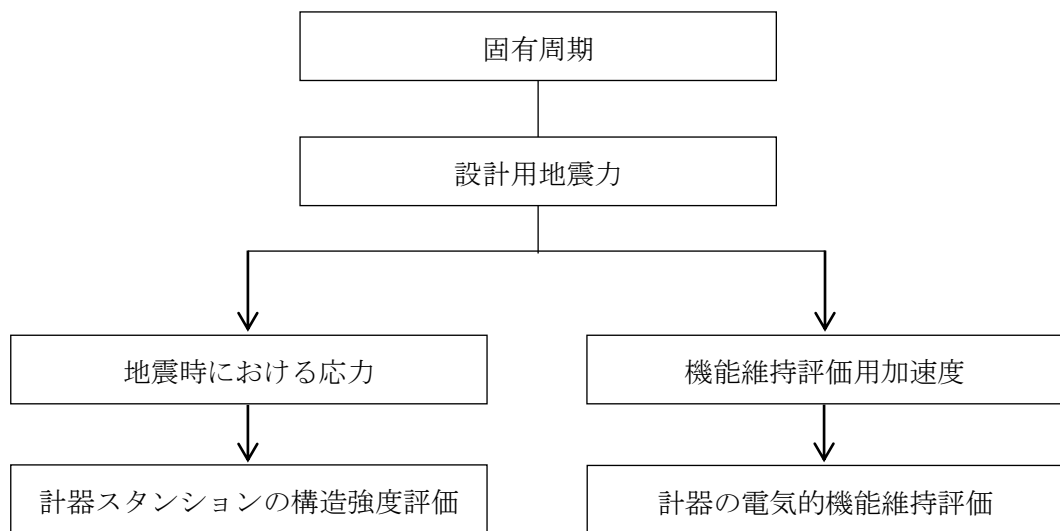 固有周期
設計用地震力
地震時における応力
機能維持評価用加速度
計器スタンションの構造強度評価
計器の電気的機能維持評価